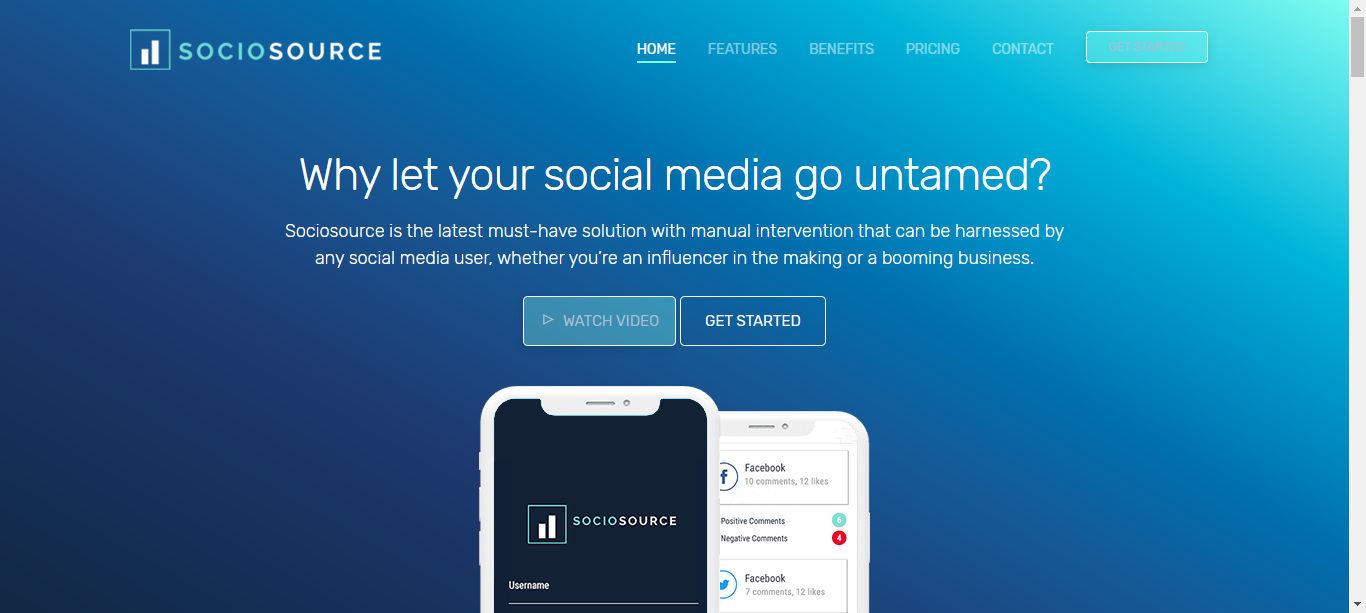 SOCIOSOURCE
HOME
FEATURES
BENEFITS
PRICING
CONTACT
GET STARTED
Why let your social media go untamed?
Sociosource is the latest must-have solution with manual intervention that can be harnessed by
any social media user, whether you're an influencer in the making or a booming business.
WATCH VIDEO
GET STARTED
Facebook
10 comments, 12 likes
SOCIOSOURCE
Positive Comments 6
Negative Comments 4
Username
Facebook
7 comments, 12 likes